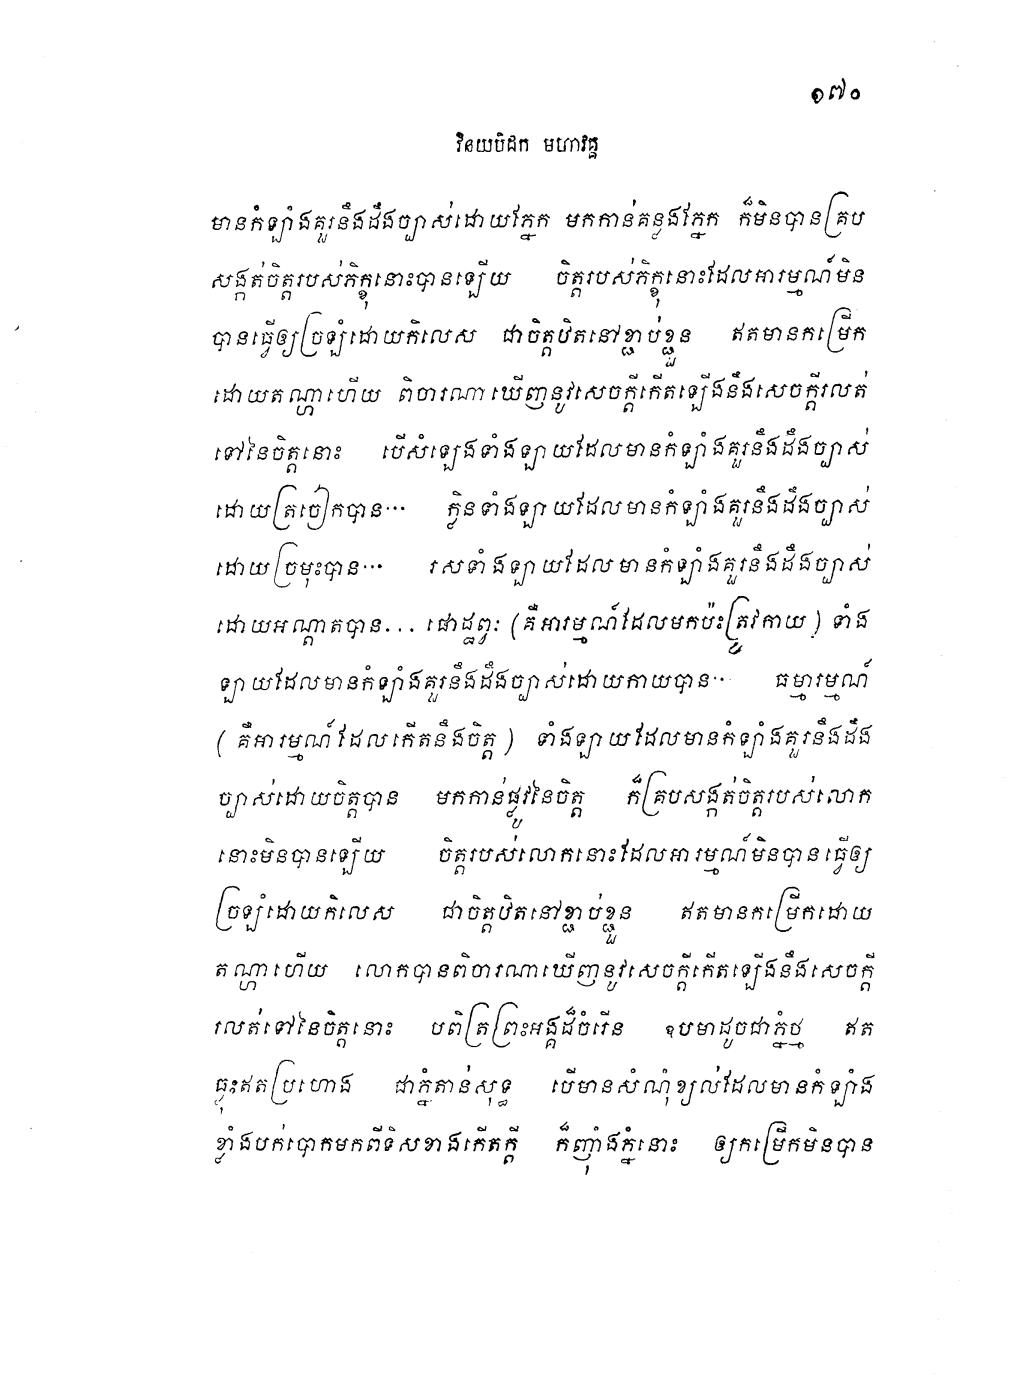 ១៧០
វិនយបិដក មហាវគ្គ
មានកំឡាំងគួរនឹងដឹងច្បាស់ដោយភ្នែក មកកាន់គន្លងភ្នែក ក៏មិនបានគ្រប
សង្កត់ចិត្តរបស់ភិក្ខុនោះបានឡើយ ចិត្តរបស់ភិក្ខុនោះដែលអារម្មណ៍មិន
បានធ្វើឲ្យច្រឡំដោយកិលេស ជាចិត្តឋិតនៅខ្ជាប់ខ្ជួន ឥតមានកម្រើក
ដោយតណ្ហាហើយ ពិចារណាឃើញនូវសេចក្តីកើតឡើងនឹងសេចក្តីរលត់
ទៅនៃចិត្តនោះ បើសំឡេងទាំងឡាយដែលមានកំឡាំងគួរនឹងដឹងច្បាស់
ដោយត្រចៀកបាន… ក្លិនទាំងឡាយដែលមានកំឡាំងគួរនឹងដឹងច្បាស់
ដោយច្រមុះបាន… រសទាំងឡាយដែលមានកំឡាំងគួរនឹងដឹងច្បាស់
ដោយអណ្តាតបាន... ផោដ្ឋព្វៈ (គឺអារម្មណ៍ដែលមកប៉ះត្រូវកាយ) ទាំង
ឡាយដែលមានកំឡាំងគួរនឹងដឹងច្បាស់ដោយកាយបាន… ធម្មារម្មណ៍
(គឺអារម្មណ៍ដែលកើតនឹងចិត្ត) ទាំងឡាយដែលមានកំឡាំងគួរនឹងដឹង
ច្បាស់ដោយចិត្តបាន មកកាន់ផ្លូវនៃចិត្ត ក៏គ្របសង្កត់ចិត្តរបស់លោក
នោះមិនបានឡើយ ចិត្តរបស់លោកនោះដែលអារម្មណ៍មិនបានធ្វើឲ្យ
ច្រឡំដោយកិលេស ជាចិត្តឋិតនៅខ្ជាប់ខ្ជួន ឥតមានកម្រើកដោយ
តណ្ហាហើយ លោកបានពិចារណាឃើញនូវសេចក្តីកើតឡើងនឹងសេចក្តី
រលត់ទៅនៃចិត្តនោះ បពិត្រព្រះអង្គដ៏ចំរើន ឧបមាដូចជាភ្នំថ្ម ឥត
ធ្លុះឥតប្រហោង ជាភ្នំតាន់សុទ្ធ បើមានសំណុំខ្យល់ដែលមានកំឡាំង
ខ្លាំងបក់បោកមកពីទិសខាងកើតក្តី ក៏ញ៉ាំងភ្នំនោះ ឲ្យកម្រើកមិនបាន